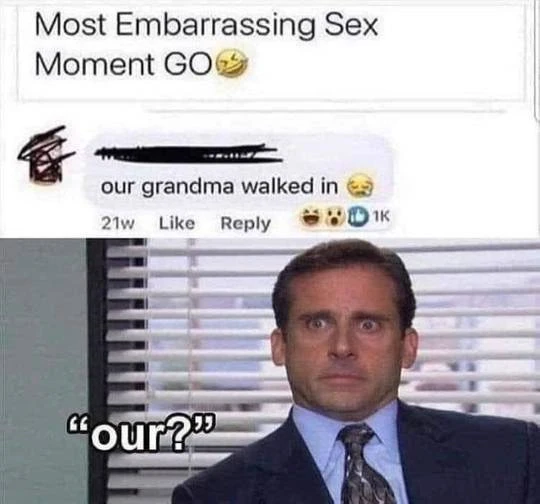 Most Embarrassing Sex
Moment GO🤣
our grandma walked in 😪
21w Like Reply 1K
“our?”